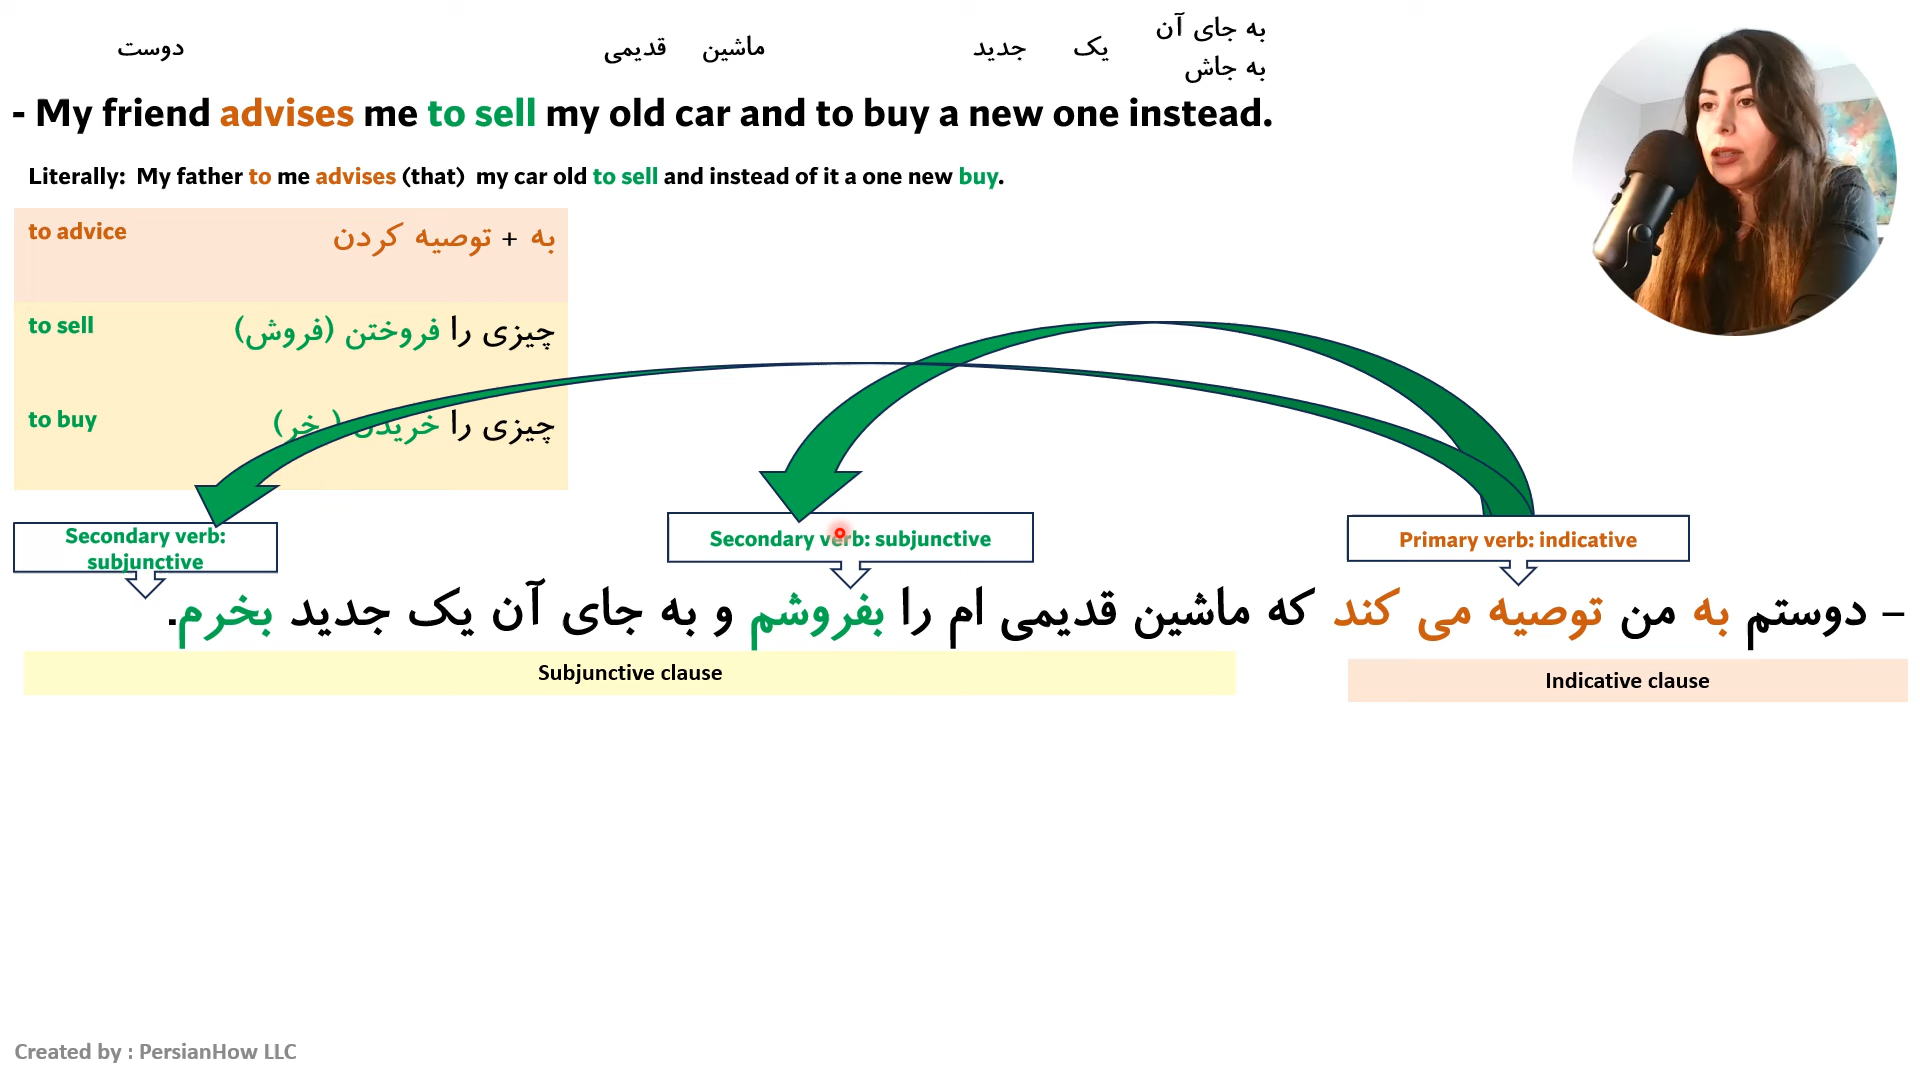 دوست قدیمی ماشین جدید یک به جای آن
به جاش
- My friend advises me to sell my old car and to buy a new one instead.
Literally: My father to me advises (that) my car old to sell and instead of it a one new buy.
to advice به + توصیه کردن
to sell چیزی را فروختن (فروش)
to buy چیزی را خریدن (خر)
Secondary verb:
subjunctive
Secondary verb: subjunctive
Primary verb: indicative
– دوستم به من توصیه می کند که ماشین قدیمی ام را بفروشم و به جای آن یک جدید بخرم.
Subjunctive clause
Indicative clause
Created by : PersianHow LLC